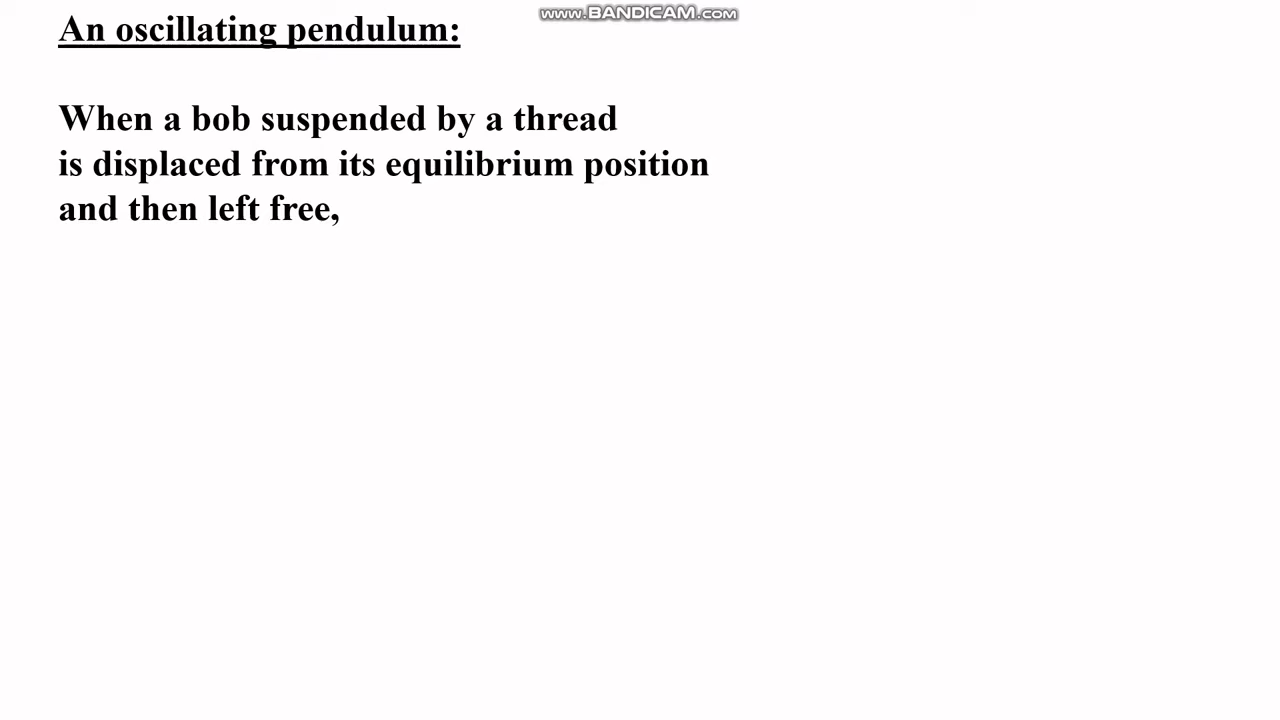 www.BANDICAM.com
An oscillating pendulum:
When a bob suspended by a thread
is displaced from its equilibrium position
and then left free,